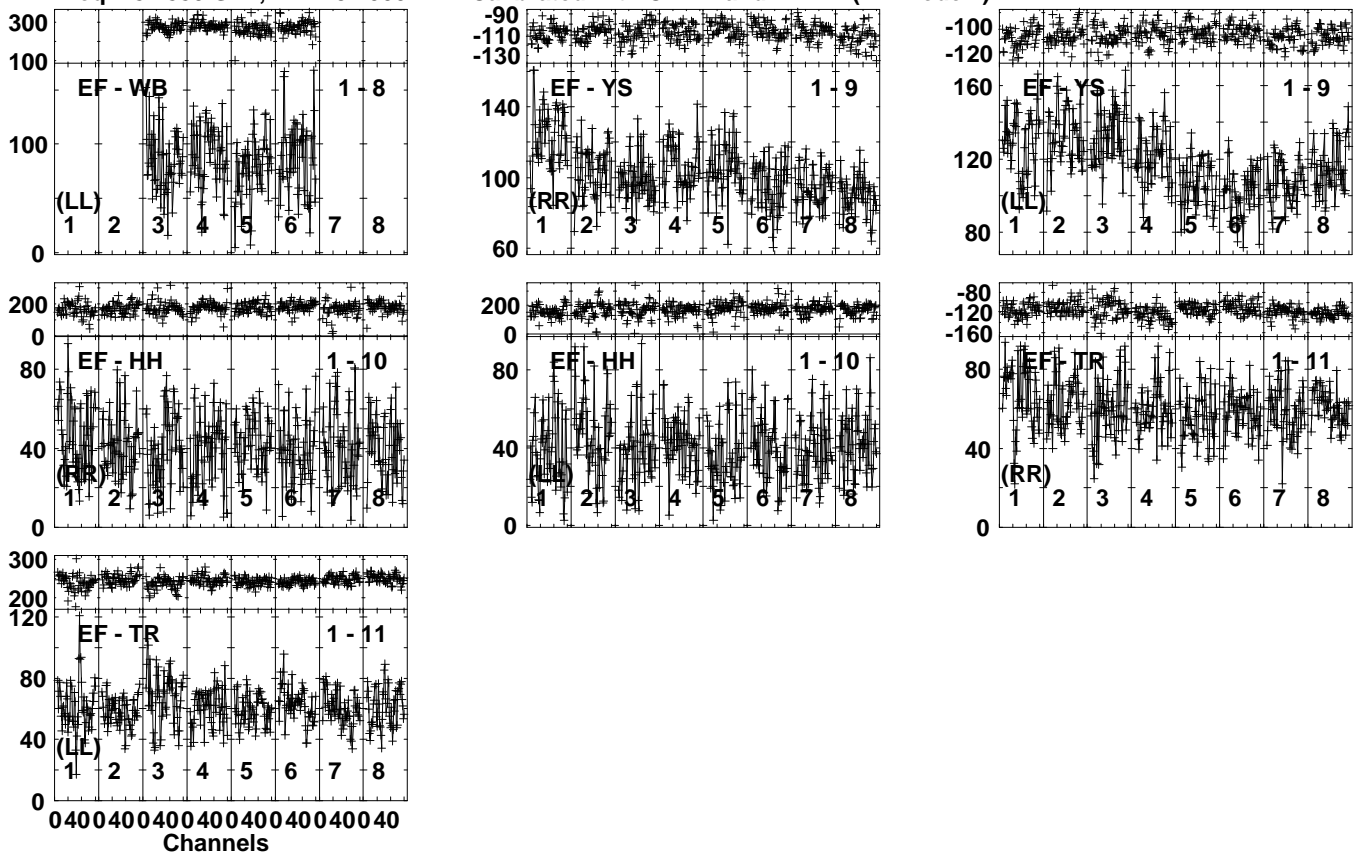 300
100
EF - WB 1 - 8
100
(LL)
1 2 3 4 5 6 7 8
0
-90
-110
-130
EF - YS 1 - 9
140
100
(RR)
1 2 3 4 5 6 7 8
60
-100
-120
160
EF - YS 1 - 9
120
(LL)
1 2 3 4 5 6 7 8
80
200
0
80
EF - HH 1 - 10
40
(RR)
1 2 3 4 5 6 7 8
0
200
0
80
EF - HH 1 - 10
40
(LL)
1 2 3 4 5 6 7 8
0
-80
-120
-160
80
EF - TR 1 - 11
40
(RR)
1 2 3 4 5 6 7 8
0
300
200
120
EF - TR 1 - 11
80
40
(LL)
1 2 3 4 5 6 7 8
0
0 40 0 40 0 40 0 40 0 40 0 40 0 40 0 40
Channels